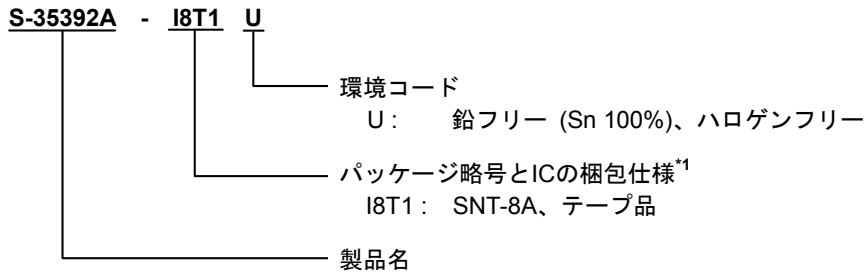 S-35392A - I8T1 U
環境コード
U : 鉛フリー (Sn 100%)、ハロゲンフリー
パッケージ略号とICの梱包仕様*1
I8T1 : SNT-8A、テープ品
製品名